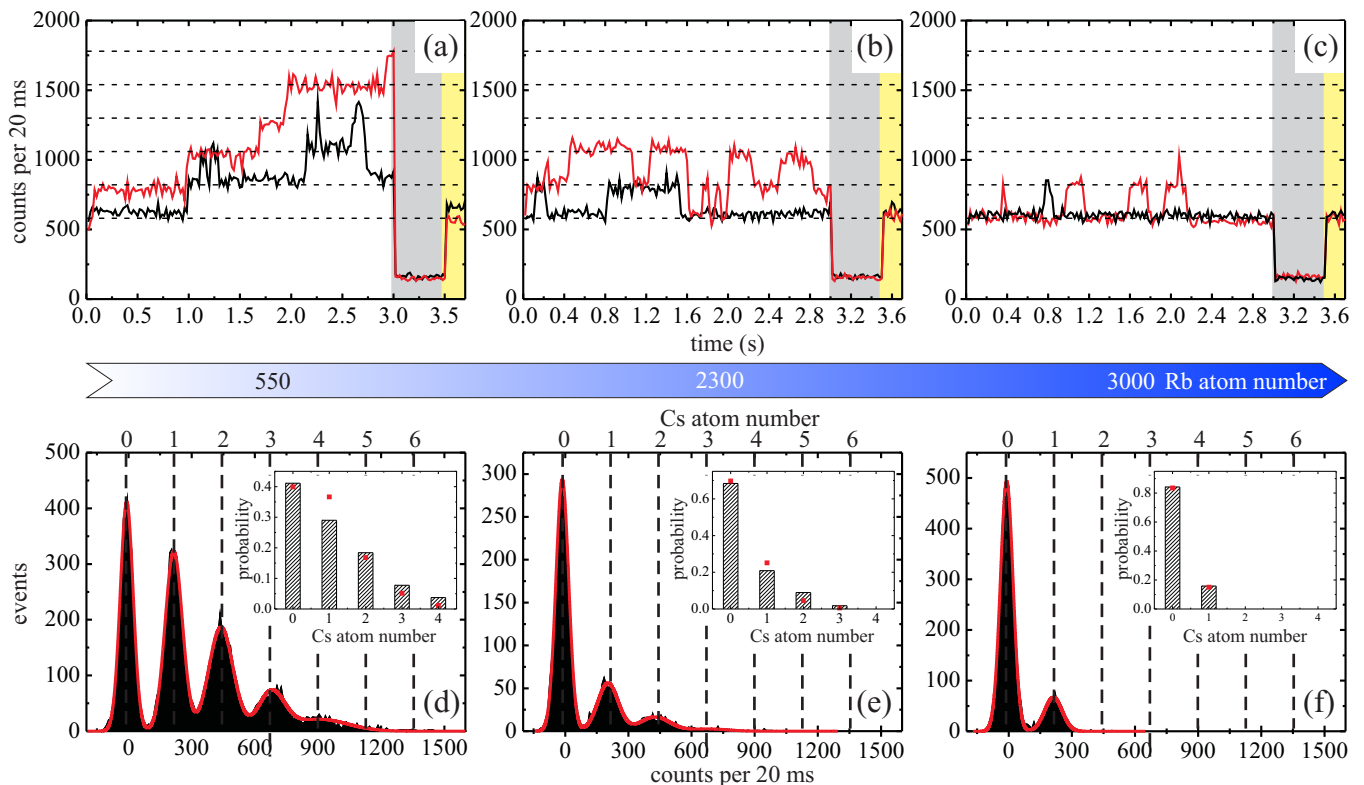 2000 (a) 2000 (b) 2000 (c)
1500 1500 1500
1000 1000 1000
500 500 500
0 0 0
counts per 20 ms
0.0 0.5 1.0 1.5 2.0 2.5 3.0 3.5 0.0 0.4 0.8 1.2 1.6 2.0 2.4 2.8 3.2 3.6 0.0 0.4 0.8 1.2 1.6 2.0 2.4 2.8 3.2 3.6
time (s)
550 2300 3000 Rb atom number
Cs atom number
0 1 2 3 4 5 6 0 1 2 3 4 5 6 0 1 2 3 4 5 6
500
400
300
200
100
0
events
0.4
0.3
0.2
0.1
0.0
probability
0 1 2 3 4
Cs atom number
(d)
0 300 600 900 1200 1500
300
250
200
150
100
50
0
0.6
0.4
0.2
0.0
probability
0 1 2 3 4
Cs atom number
(e)
0 300 600 900 1200 1500
counts per 20 ms
500
400
300
200
100
0
0.8
0.6
0.4
0.2
0.0
probability
0 1 2 3 4
Cs atom number
(f)
0 300 600 900 1200 1500